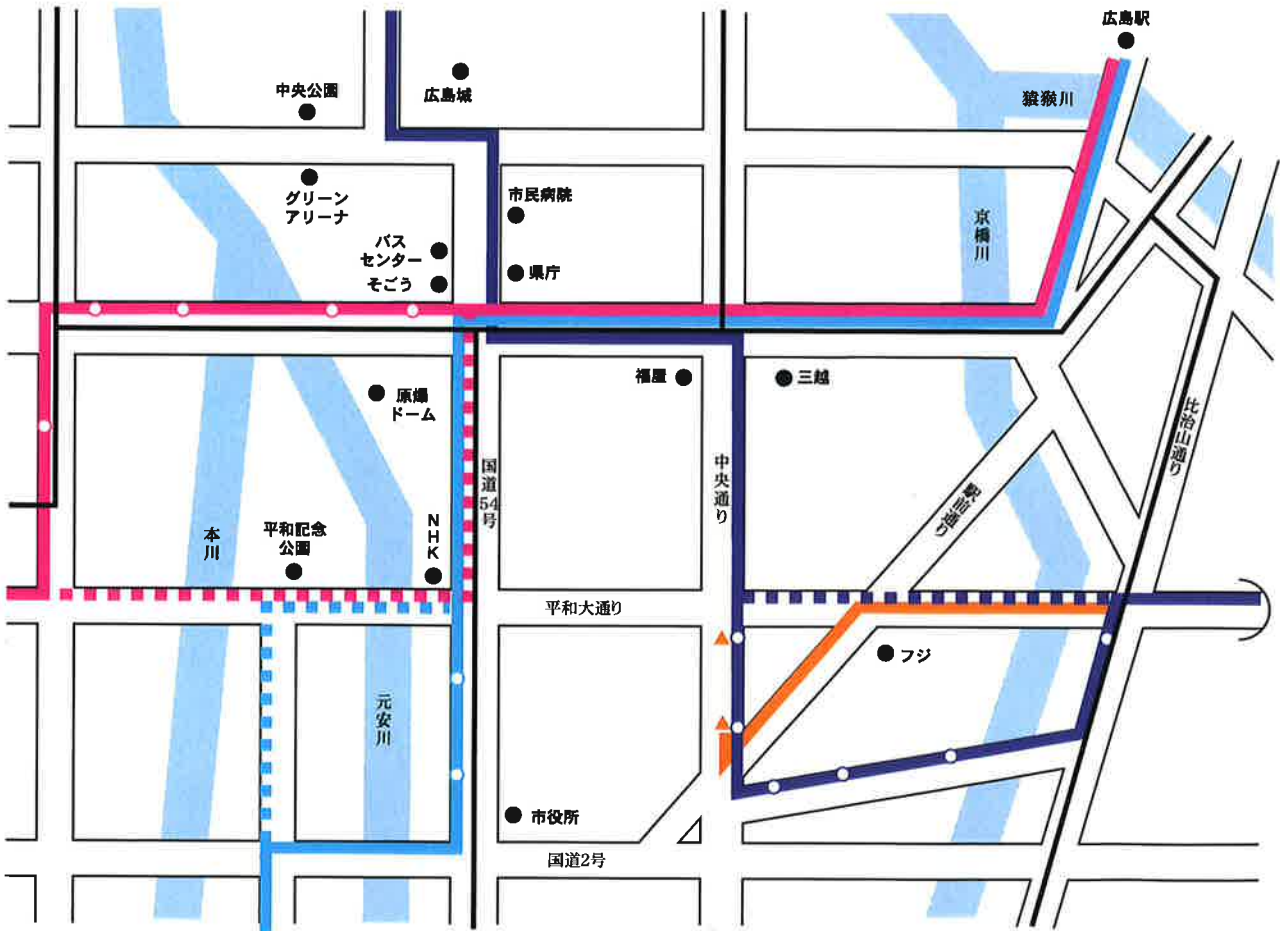 広島駅
猿猴川
中央公園
広島城
グリーン
アリーナ
市民病院
京橋川
バス
センター
県庁
そごう
福屋
三越
原爆
ドーム
比治山通り
国道54号
中央通り
駅前通り
本川
平和記念
公園
NHK
平和大通り
フジ
元安川
市役所
国道2号